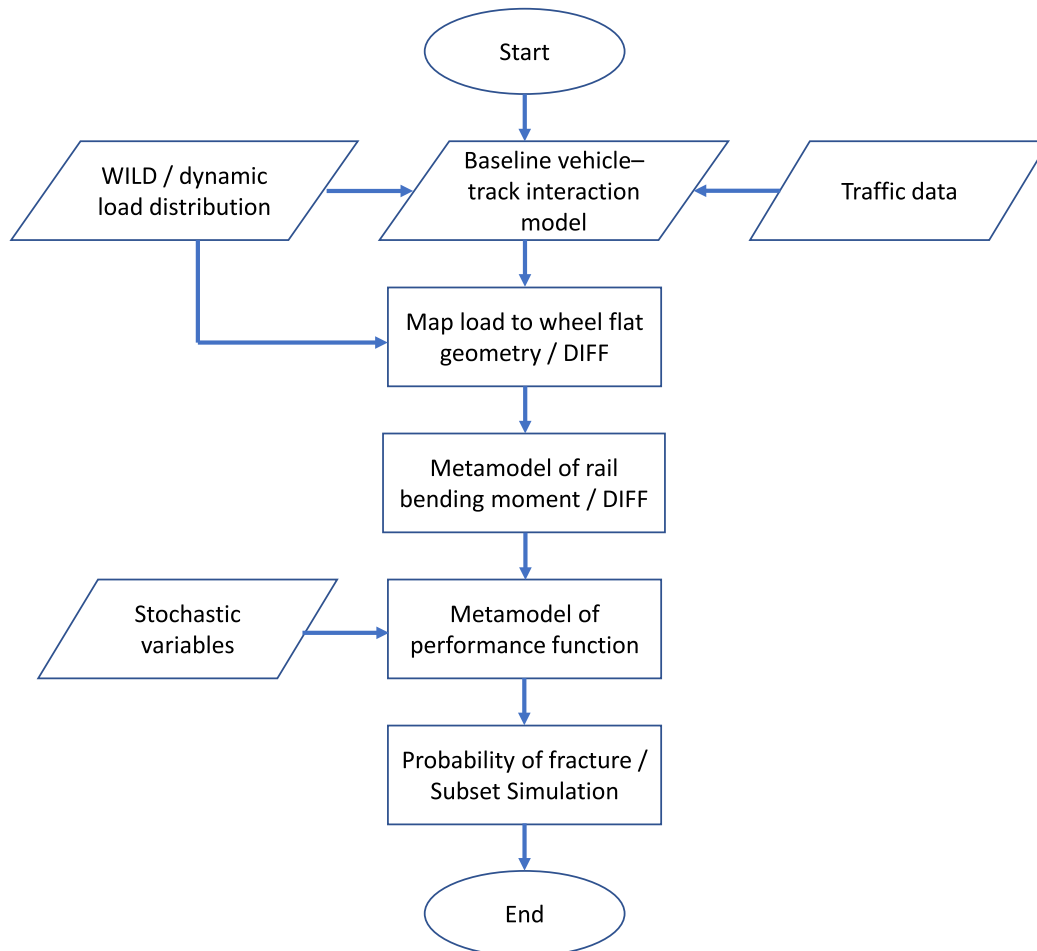 Start
WILD / dynamic
load distribution
Baseline vehicle–
track interaction
model
Traffic data
Map load to wheel flat
geometry / DIFF
Metamodel of rail
bending moment / DIFF
Stochastic
variables
Metamodel of
performance function
Probability of fracture /
Subset Simulation
End